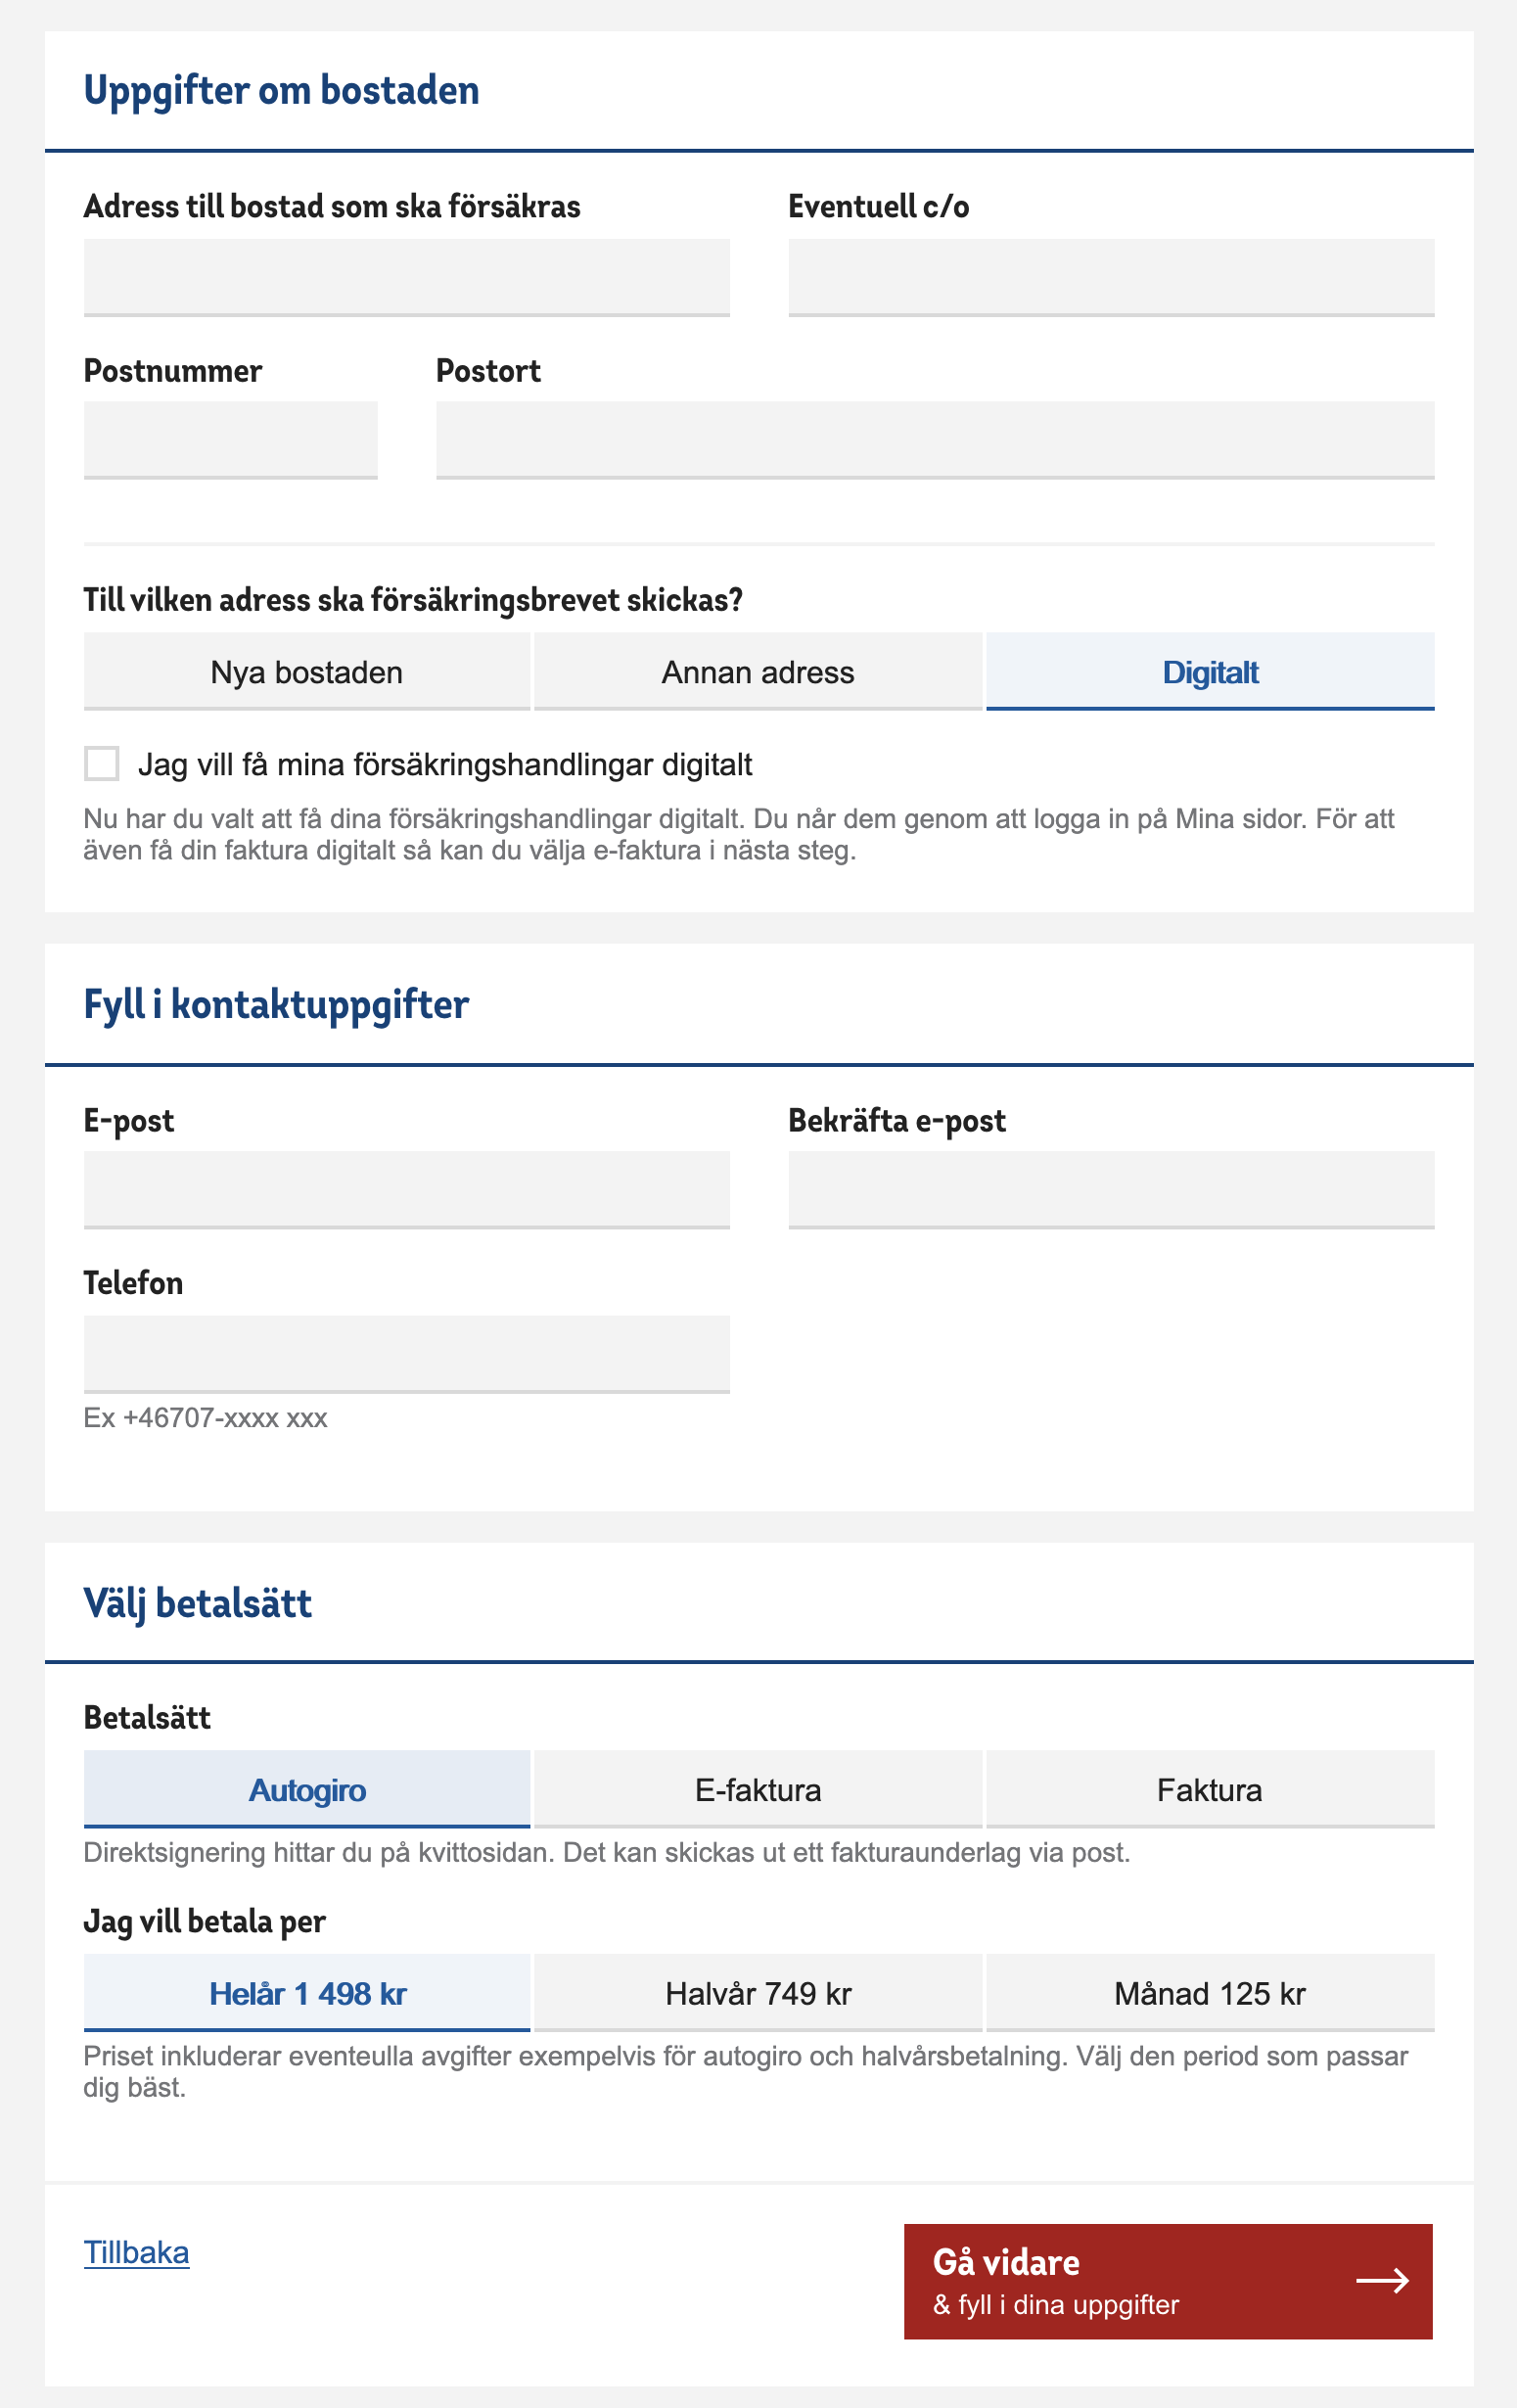 Uppgifter om bostaden
Adress till bostad som ska försäkras
Eventuell c/o
Postnummer
Postort
Till vilken adress ska försäkringsbrevet skickas?
Nya bostaden
Annan adress
Digitalt
Jag vill få mina försäkringshandlingar digitalt
Nu har du valt att få dina försäkringshandlingar digitalt. Du når dem genom att logga in på Mina sidor. För att
även få din faktura digitalt så kan du välja e-faktura i nästa steg.
Fyll i kontaktuppgifter
E-post
Bekräfta e-post
Telefon
Ex +46707-xxxx xxx
Välj betalsätt
Betalsätt
Autogiro
E-faktura
Faktura
Direktsignering hittar du på kvittosidan. Det kan skickas ut ett fakturaunderlag via post.
Jag vill betala per
Helår 1 498 kr
Halvår 749 kr
Månad 125 kr
Priset inkluderar eventeulla avgifter exempelvis för autogiro och halvårsbetalning. Välj den period som passar
dig bäst.
Tillbaka
Gå vidare
& fyll i dina uppgifter